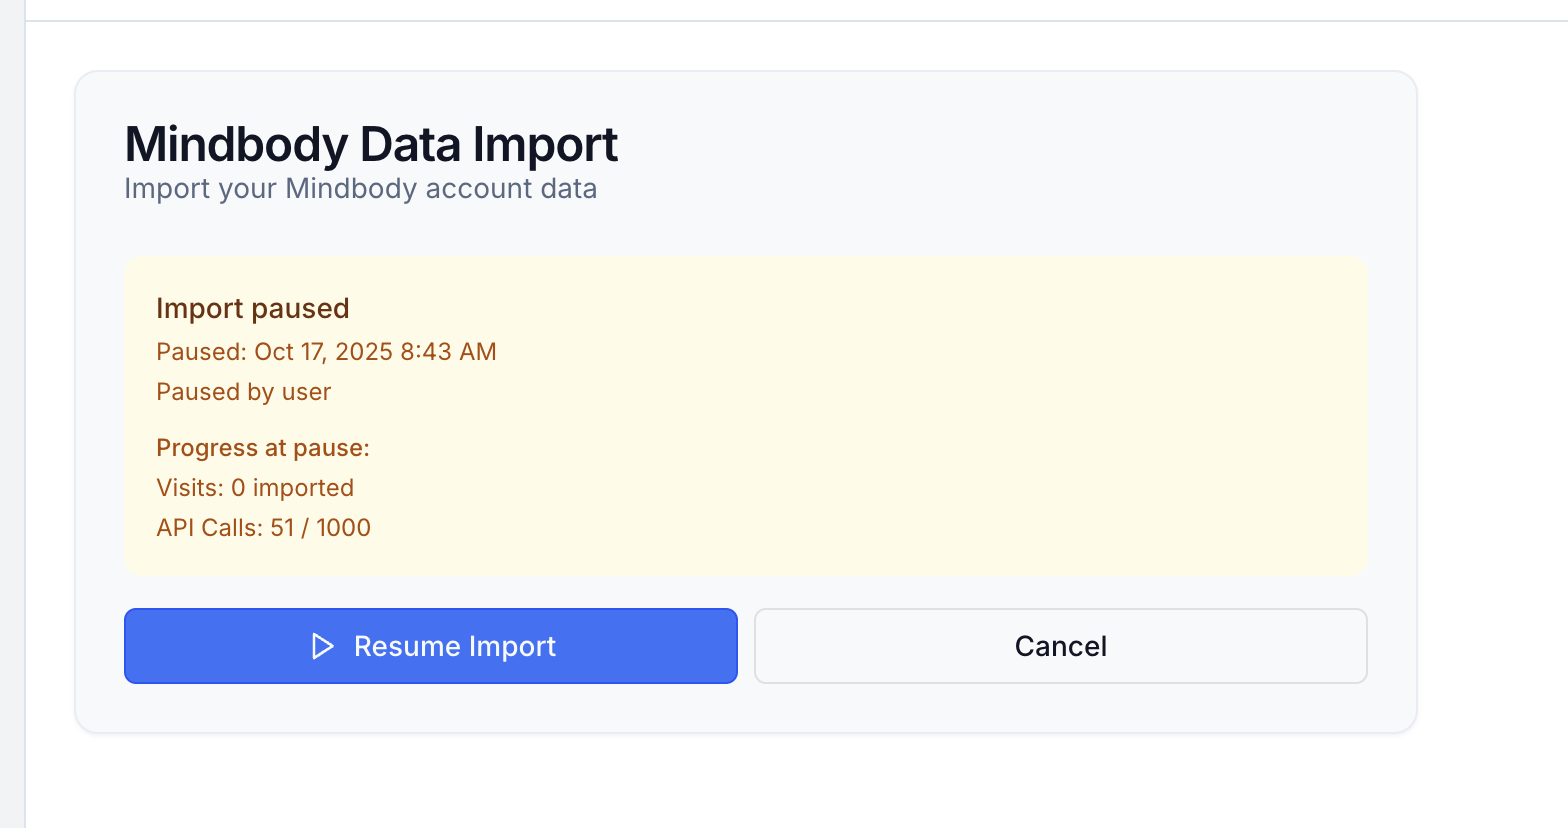 Mindbody Data Import
Import your Mindbody account data
Import paused
Paused: Oct 17, 2025 8:43 AM
Paused by user
Progress at pause:
Visits: 0 imported
API Calls: 51 / 1000
Resume Import
Cancel